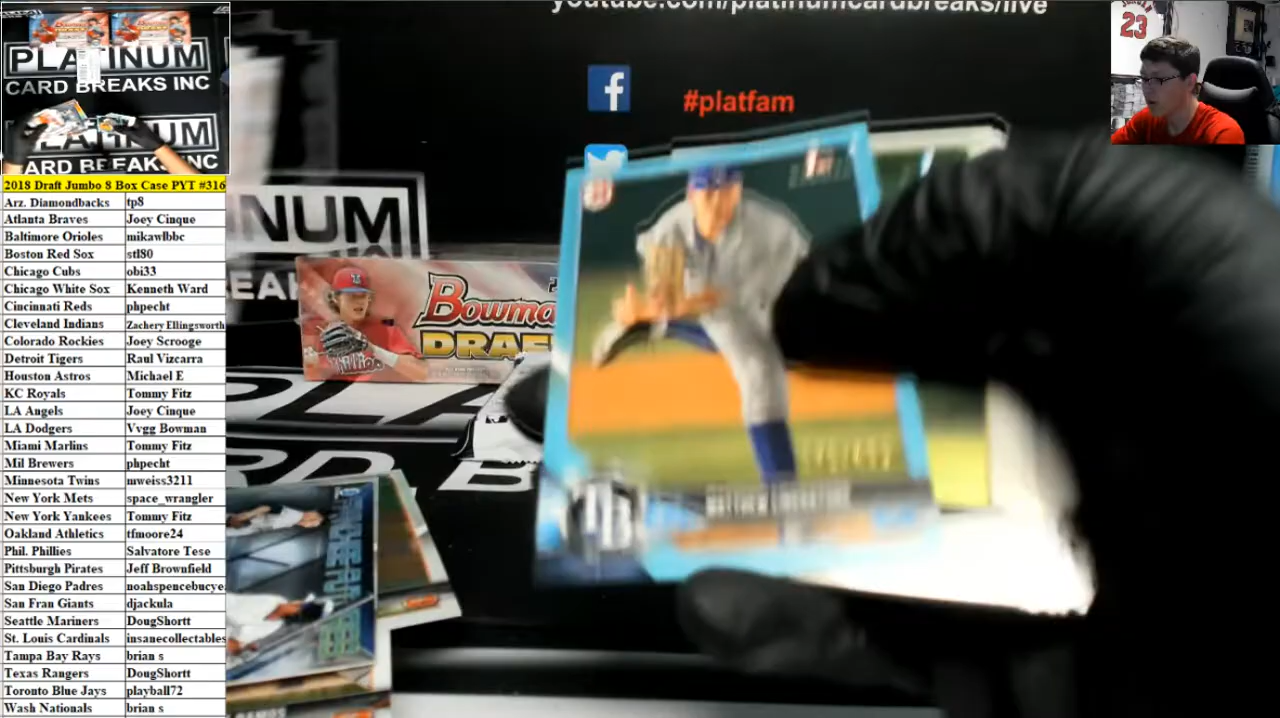 youtube.com/platinumcardbreaks/live
#platfam
PLATINUM
CARD BREAKS INC
CARD BREAKS INC
23
2018 Draft Jumbo 8 Box Case PYT #316
Arz. Diamondbacks tp8
Atlanta Braves Joey Cinque
Baltimore Orioles mikawlbbc
Boston Red Sox stl80
Chicago Cubs obi33
Chicago White Sox Kenneth Ward
Cincinnati Reds phpecht
Cleveland Indians Zachery Ellingsworth
Colorado Rockies Joey Scrooge
Detroit Tigers Raul Vizcarra
Houston Astros Michael E
KC Royals Tommy Fitz
LA Angels Joey Cinque
LA Dodgers Vvgg Bowman
Miami Marlins Tommy Fitz
Mil Brewers phpecht
Minnesota Twins mweiss3211
New York Mets space_wrangler
New York Yankees Tommy Fitz
Oakland Athletics tfmoore24
Phil. Phillies Salvatore Tese
Pittsburgh Pirates Jeff Brownfield
San Diego Padres noahspencebucye
San Fran Giants djackula
Seattle Mariners DougShortt
St. Louis Cardinals insanecollectables
Tampa Bay Rays brian s
Texas Rangers DougShortt
Toronto Blue Jays playball72
Wash Nationals brian s
NUM
Bowma
DRAF
Phillies